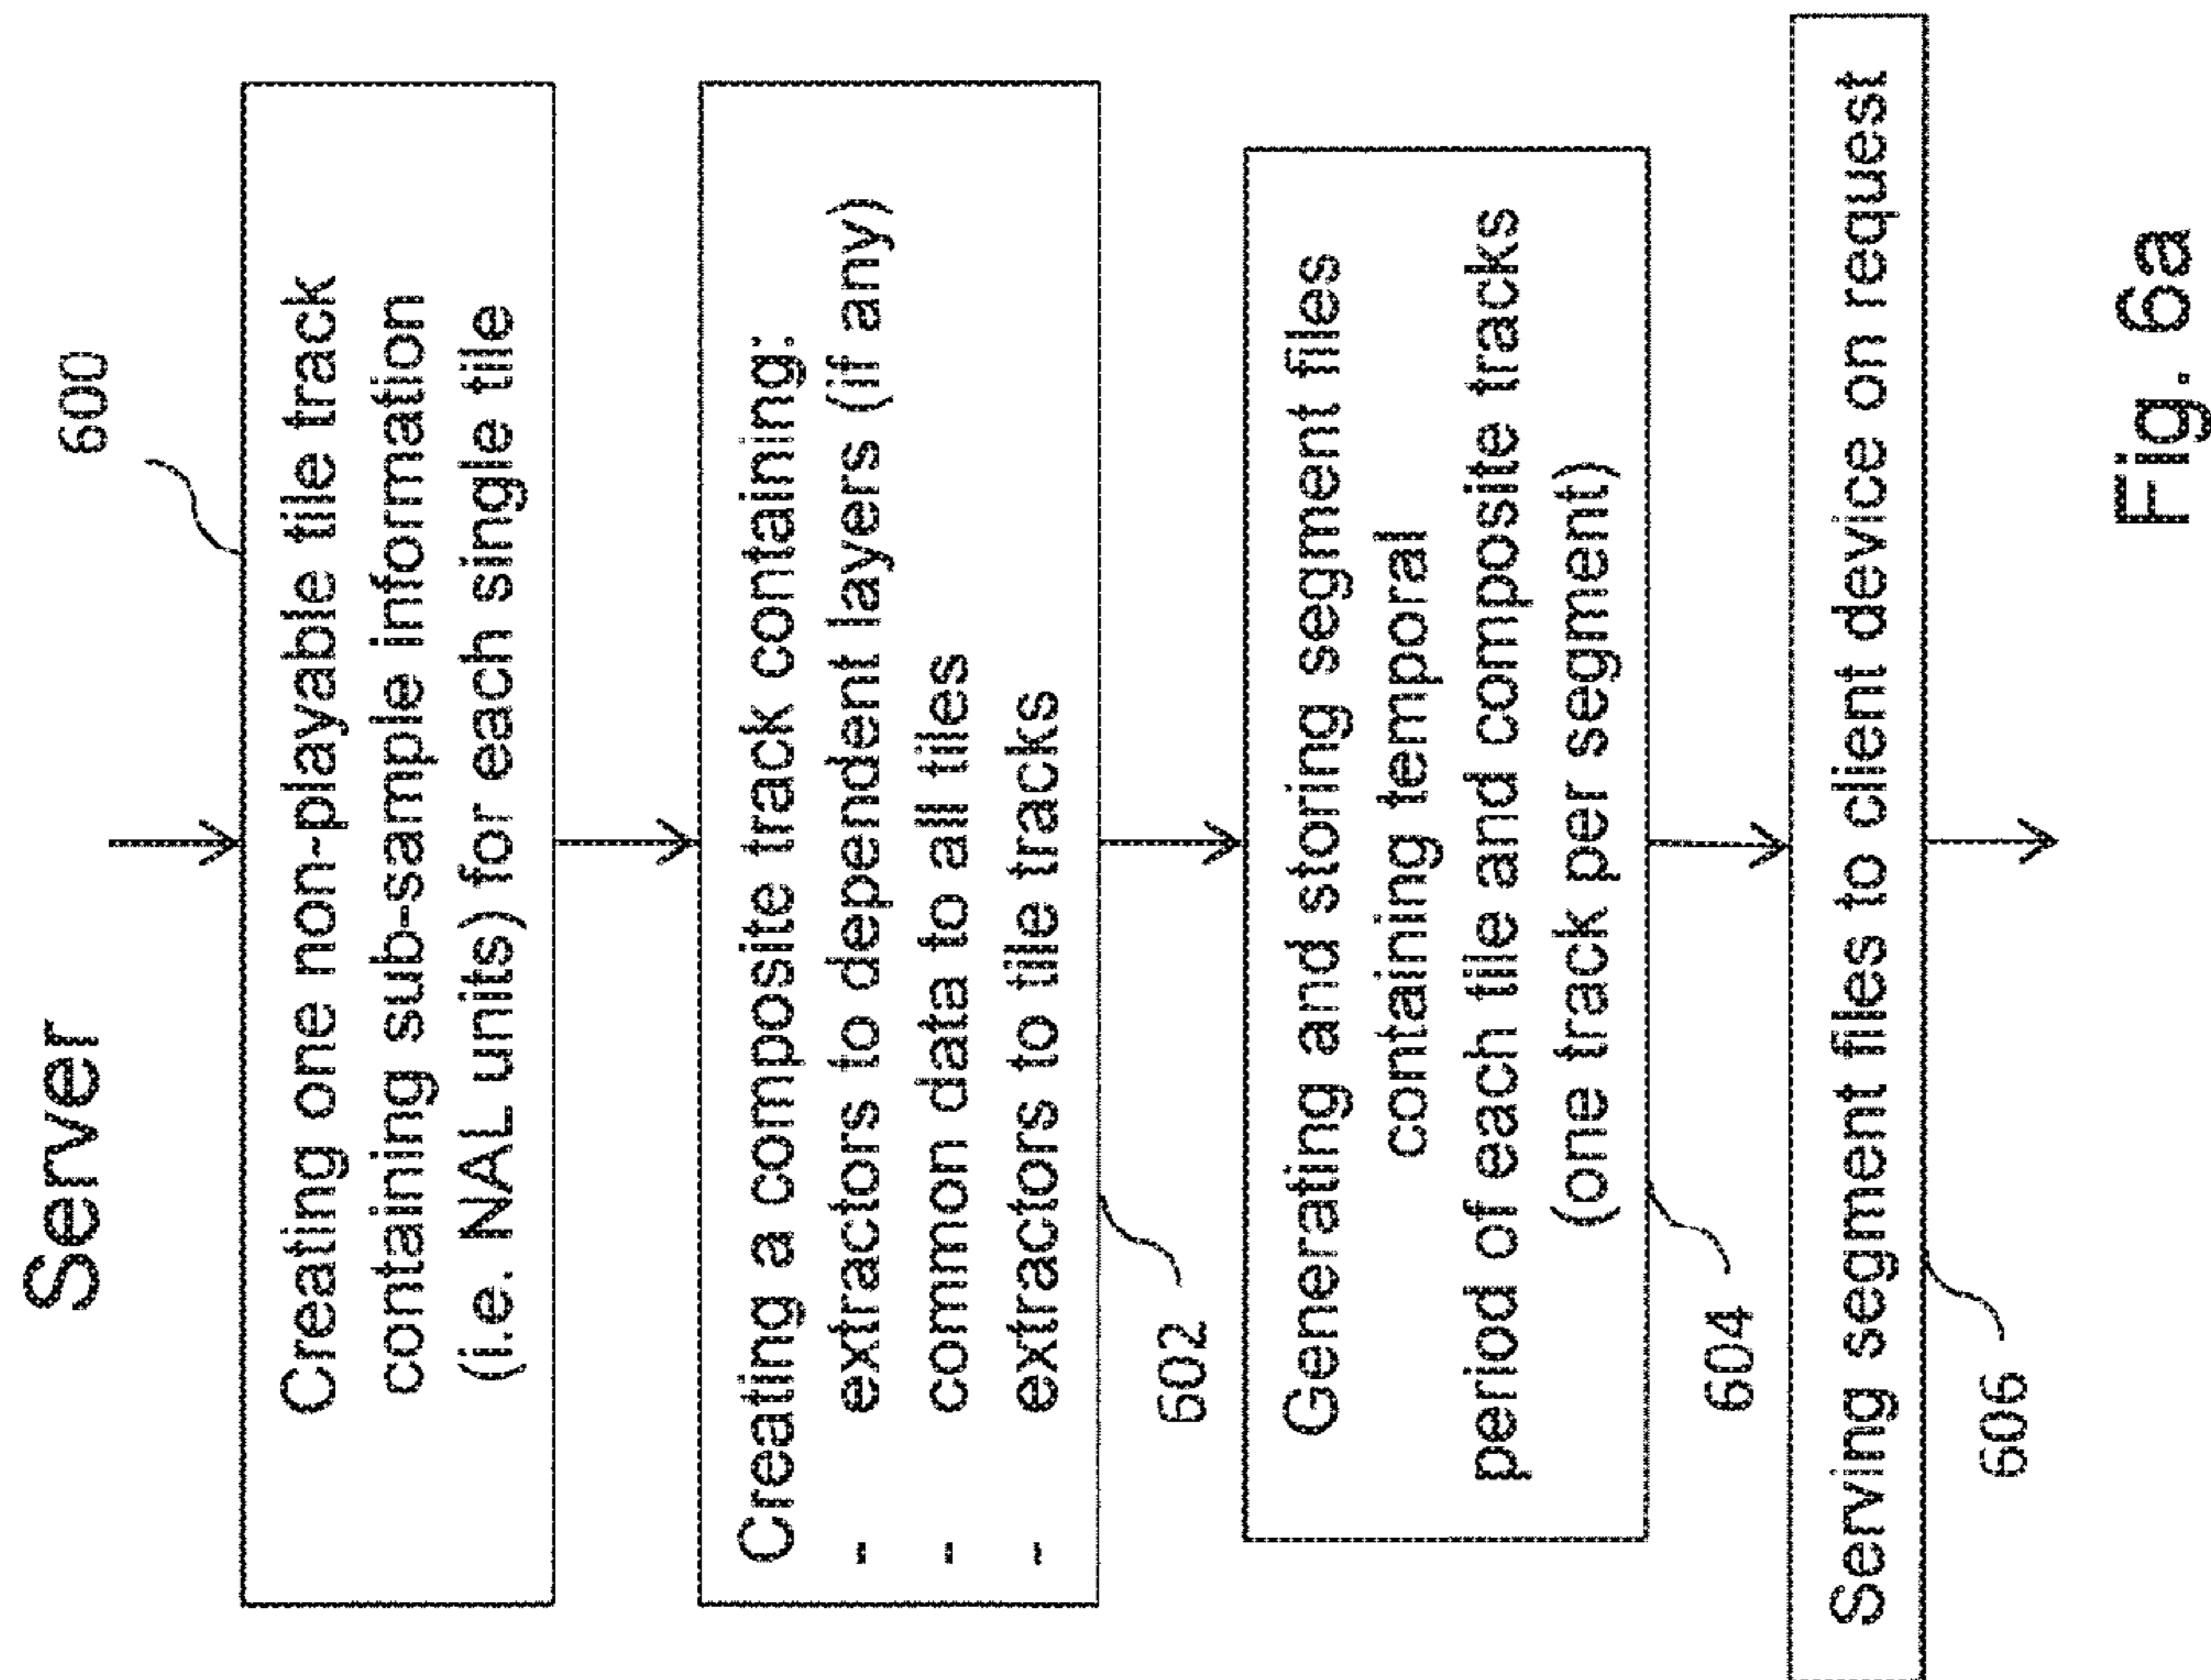 Server
600
Creating one non-playable tile track
containing sub-sample information
(i.e. NAL units) for each single tile
Creating a composite track containing:
- extractors to dependent layers (if any)
- common data to all tiles
- extractors to tile tracks
602
Generating and storing segment files
containing temporal
period of each tile and composite tracks
(one track per segment)
604
Serving segment files to client device on request
606
Fig. 6a